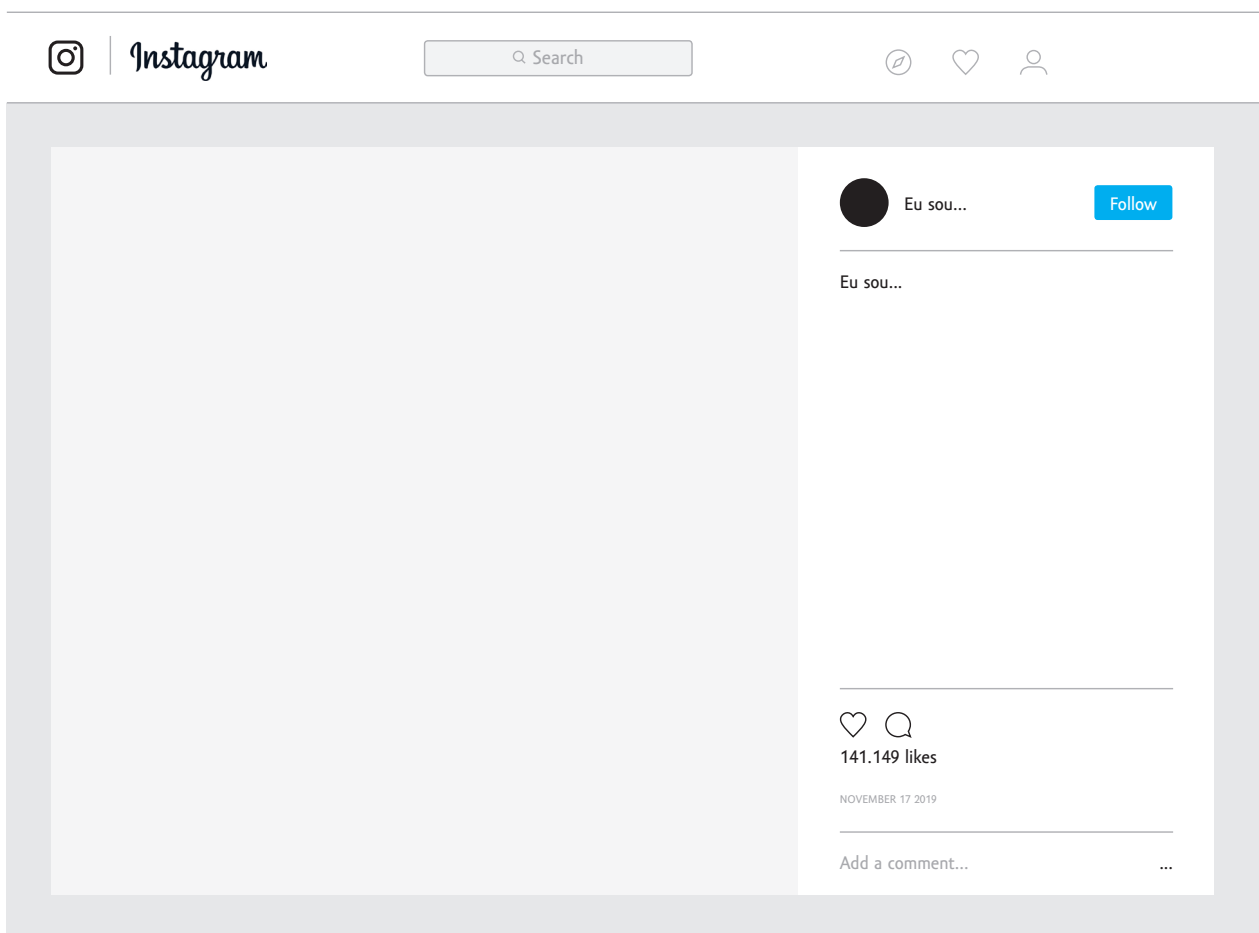 Instagram
Search
Eu sou...
Follow
Eu sou...
141.149 likes
NOVEMBER 17 2019
Add a comment...
...